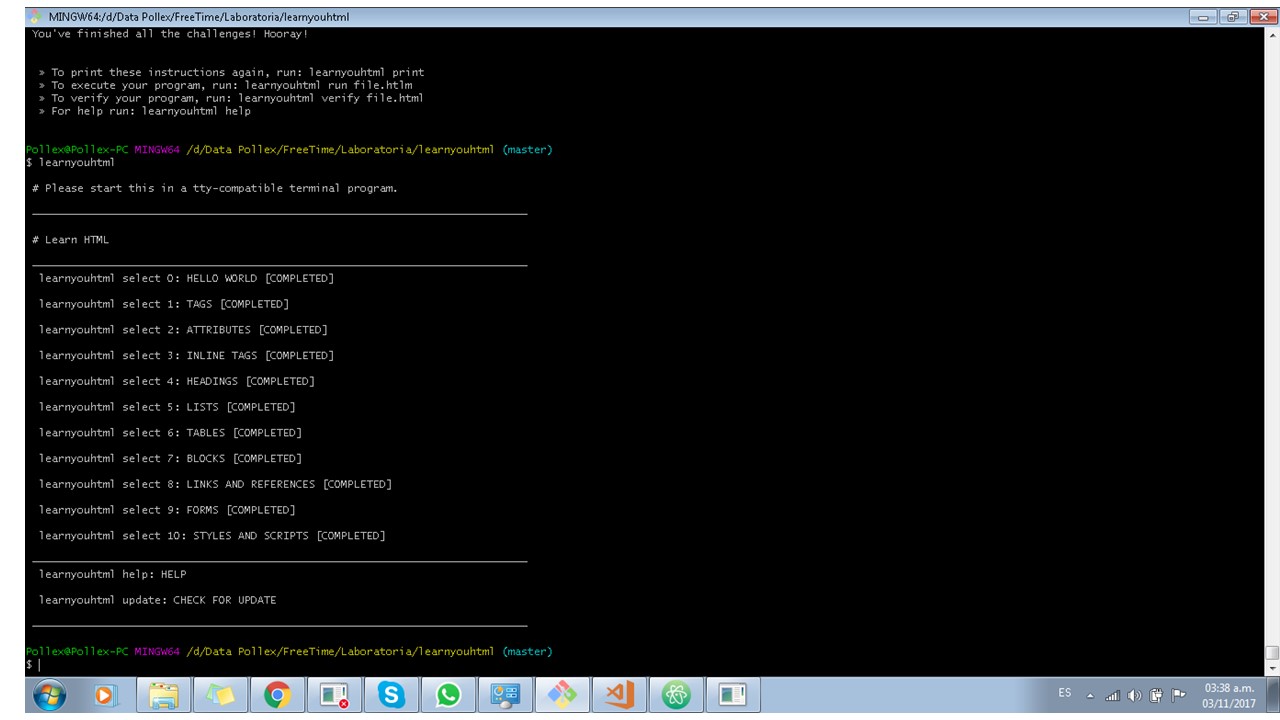 MINGW64:/d/Data Pollex/FreeTime/Laboratoria/learnyouhtml
You've finished all the challenges! Hooray!
» To print these instructions again, run: learnyouhtml print
» To execute your program, run: learnyouhtml run file.htlm
» To verify your program, run: learnyouhtml verify file.html
» For help run: learnyouhtml help
Pollex@Pollex-PC MINGW64 /d/Data Pollex/FreeTime/Laboratoria/learnyouhtml (master)
$ learnyouhtml
# Please start this in a tty-compatible terminal program.
# Learn HTML
learnyouhtml select 0: HELLO WORLD [COMPLETED]
learnyouhtml select 1: TAGS [COMPLETED]
learnyouhtml select 2: ATTRIBUTES [COMPLETED]
learnyouhtml select 3: INLINE TAGS [COMPLETED]
learnyouhtml select 4: HEADINGS [COMPLETED]
learnyouhtml select 5: LISTS [COMPLETED]
learnyouhtml select 6: TABLES [COMPLETED]
learnyouhtml select 7: BLOCKS [COMPLETED]
learnyouhtml select 8: LINKS AND REFERENCES [COMPLETED]
learnyouhtml select 9: FORMS [COMPLETED]
learnyouhtml select 10: STYLES AND SCRIPTS [COMPLETED]
learnyouhtml help: HELP
learnyouhtml update: CHECK FOR UPDATE
Pollex@Pollex-PC MINGW64 /d/Data Pollex/FreeTime/Laboratoria/learnyouhtml (master)
$
ES
03:38 a.m.
03/11/2017